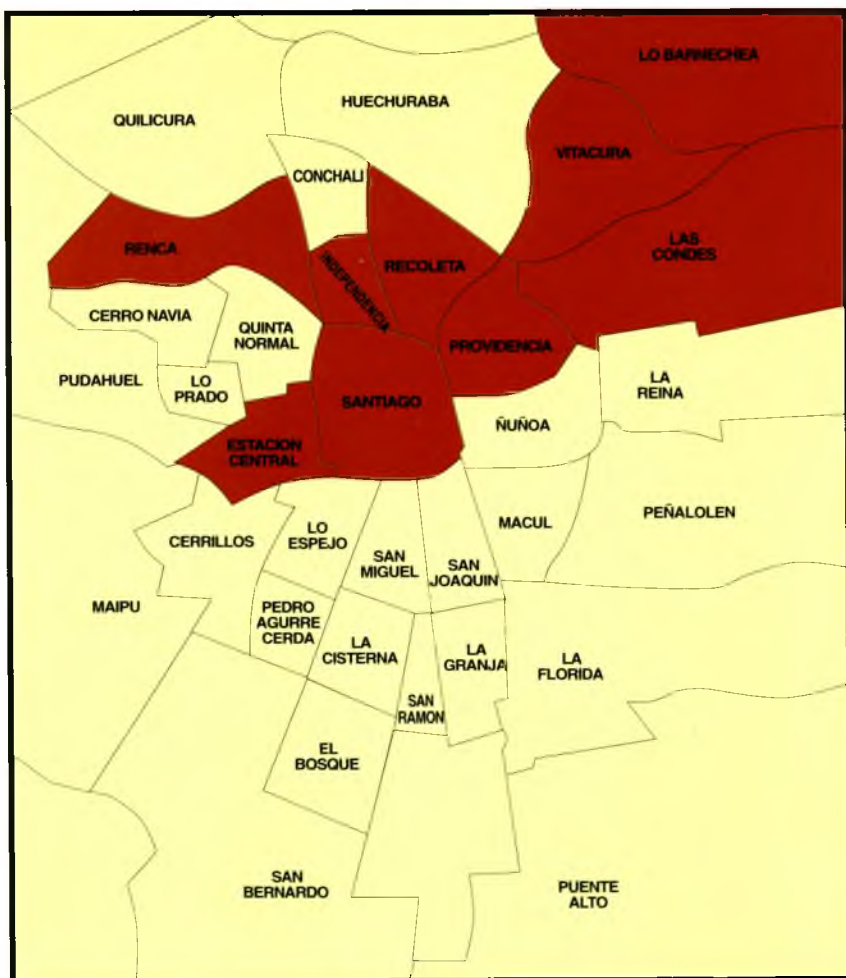 LO BARNECHEA
HUECHURABA
QUILICURA
VITACURA
CONCHALI
RENCA
INDEPENDENCIA
RECOLETA
LAS
CONDES
CERRO NAVIA
QUINTA
NORMAL
PROVIDENCIA
PUDAHUEL
LO
PRADO
SANTIAGO
LA
REINA
ÑUÑOA
ESTACION
CENTRAL
CERRILLOS
LO
ESPEJO
SAN
MIGUEL
SAN
JOAQUIN
MACUL
PEÑALOLEN
MAIPU
PEDRO
AGURRE
CERDA
LA
CISTERNA
LA
GRANJA
LA
FLORIDA
SAN
RAMON
EL
BOSQUE
SAN
BERNARDO
PUENTE
ALTO